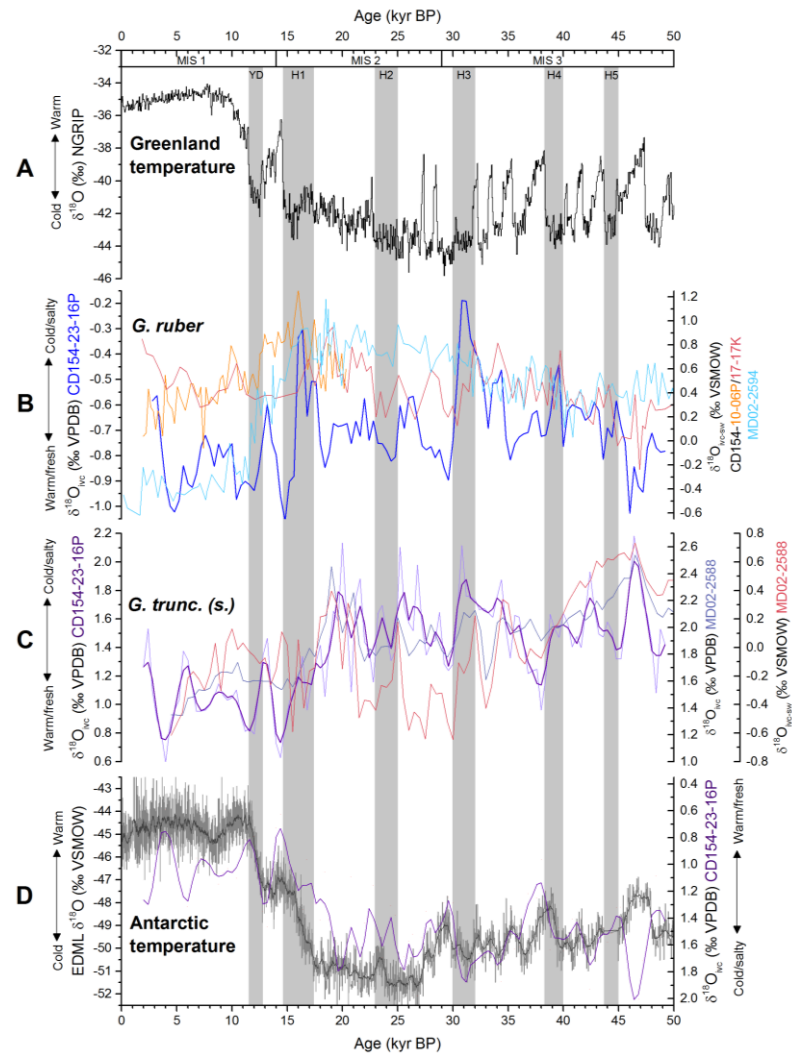 Age (kyr BP)
0 5 10 15 20 25 30 35 40 45 50
MIS 1 MIS 2 MIS 3
YD H1 H2 H3 H4 H5
A
Cold Warm
δ¹⁸O (‰) NGRIP
-32
-34
-36
-38
-40
-42
-44
-46
Greenland
temperature
B
Warm/fresh Cold/salty
δ¹⁸Oivc (‰ VPDB) CD154-23-16P
-0.2
-0.3
-0.4
-0.5
-0.6
-0.7
-0.8
-0.9
-1.0
G. ruber
1.2
1.0
0.8
0.6
0.4
0.2
0.0
-0.2
-0.4
-0.6
δ¹⁸Oivc-sw (‰ VSMOW)
CD154-10-06P/17-17K
MD02-2594
C
Warm/fresh Cold/salty
δ¹⁸Oivc (‰ VPDB) CD154-23-16P
2.2
2.0
1.8
1.6
1.4
1.2
1.0
0.8
0.6
G. trunc. (s.)
2.6
2.4
2.2
2.0
1.8
1.6
1.4
1.2
1.0
δ¹⁸Oivc (‰ VPDB) MD02-2588
0.8
0.6
0.4
0.2
0.0
-0.2
-0.4
-0.6
-0.8
δ¹⁸Oivc-sw (‰ VSMOW) MD02-2588
D
Cold Warm
EDML δ¹⁸O (‰ VSMOW)
-43
-44
-45
-46
-47
-48
-49
-50
-51
-52
Antarctic
temperature
0.4
0.6
0.8
1.0
1.2
1.4
1.6
1.8
2.0
δ¹⁸Oivc (‰ VPDB) CD154-23-16P
Cold/salty Warm/fresh
0 5 10 15 20 25 30 35 40 45 50
Age (kyr BP)